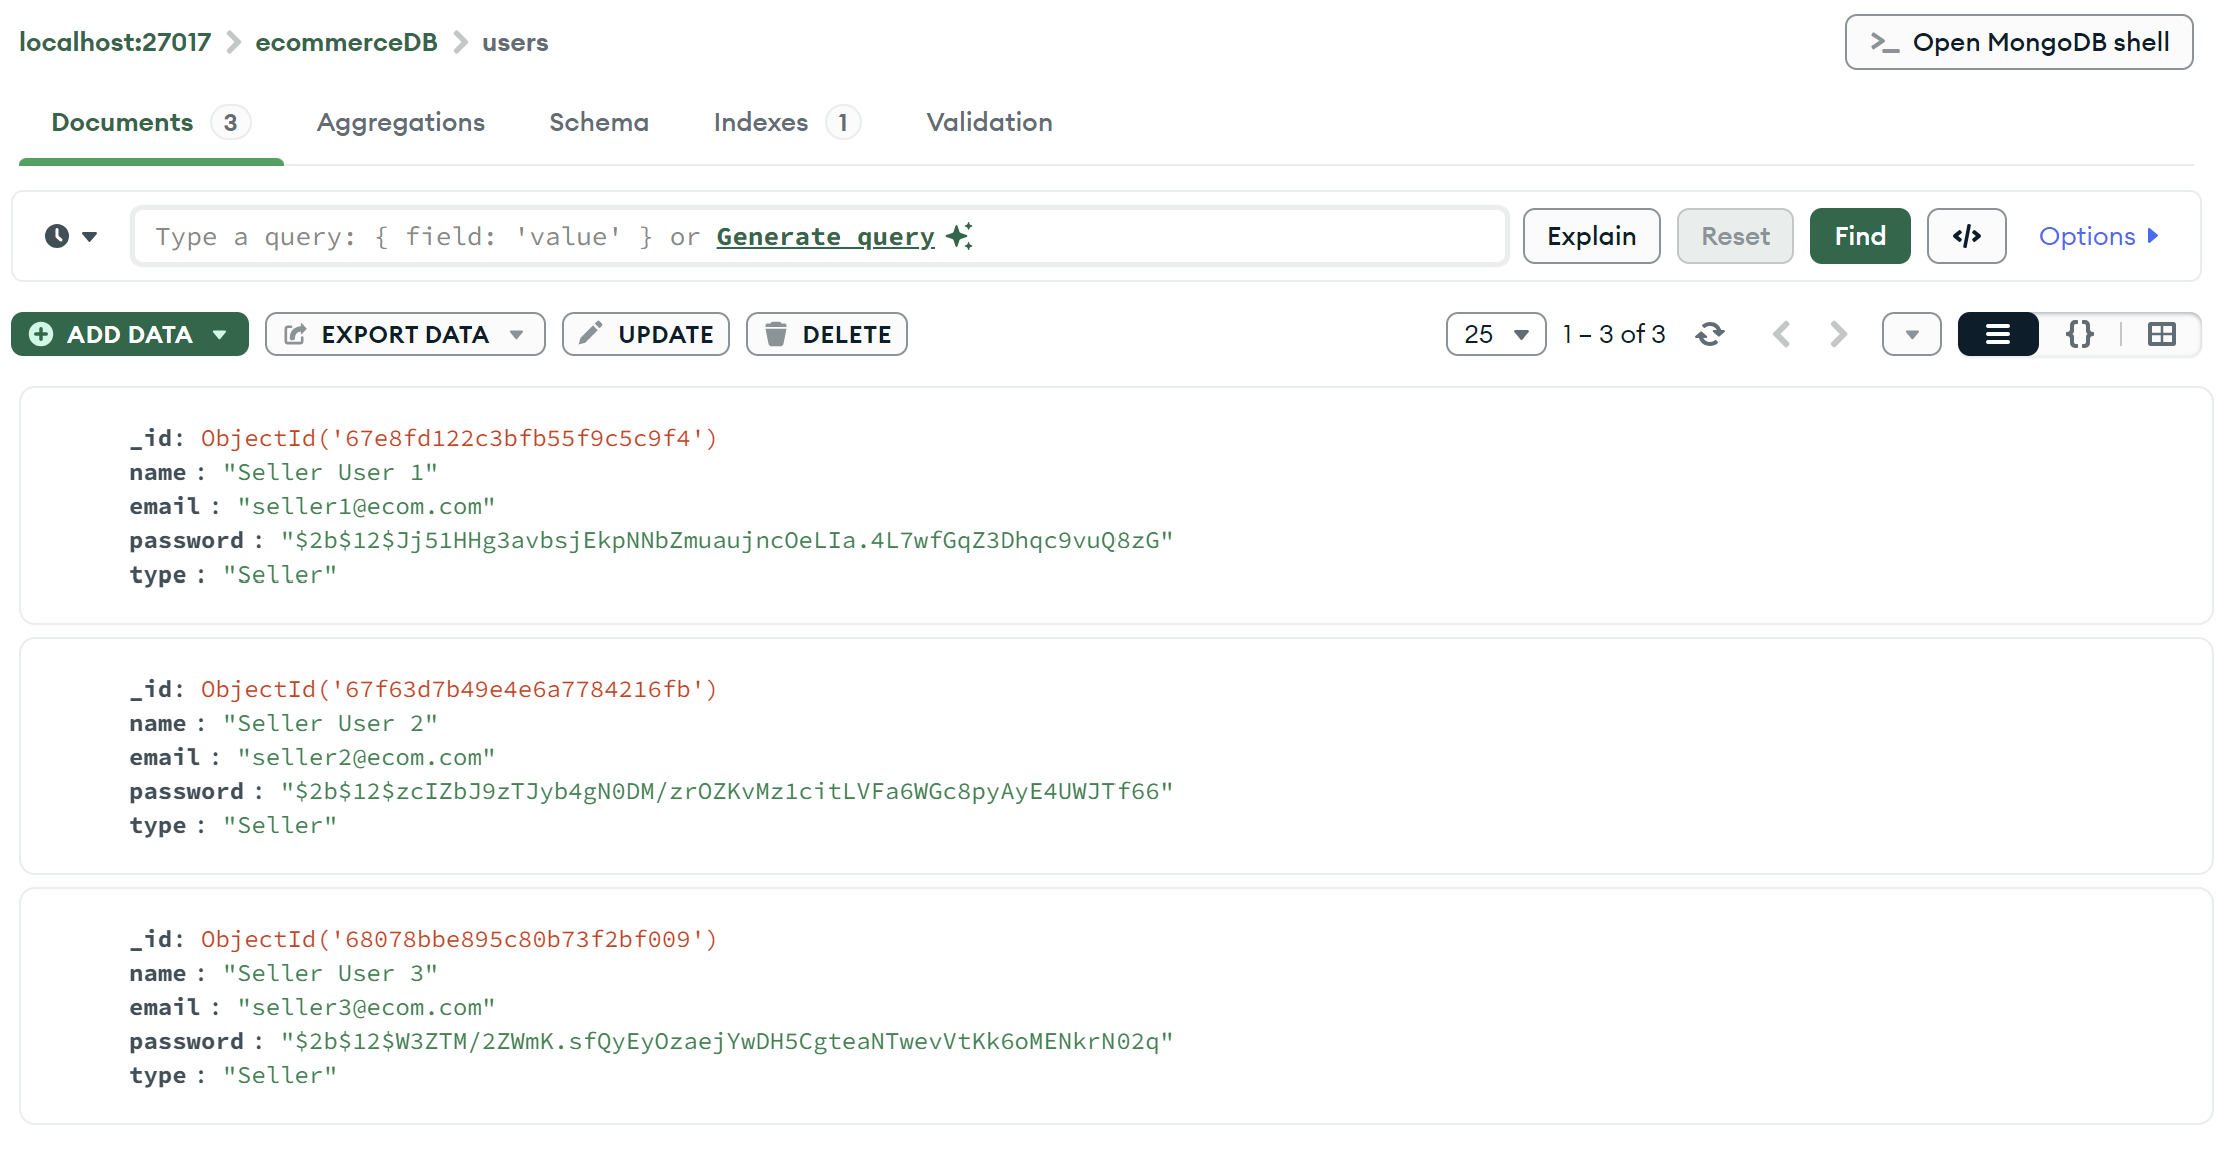 localhost:27017 > ecommerceDB > users
>_ Open MongoDB shell
Documents 3 Aggregations Schema Indexes 1 Validation
Type a query: { field: 'value' } or Generate query
Explain Reset Find </> Options
ADD DATA EXPORT DATA UPDATE DELETE 25 1 – 3 of 3 {}
_id: ObjectId('67e8fd122c3bfb55f9c5c9f4')
name : "Seller User 1"
email : "seller1@ecom.com"
password : "$2b$12$Jj51HHg3avbsjEkpNNbZmuaujncOeLIa.4L7wfGqZ3Dhqc9vuQ8zG"
type : "Seller"
_id: ObjectId('67f63d7b49e4e6a7784216fb')
name : "Seller User 2"
email : "seller2@ecom.com"
password : "$2b$12$zcIZbJ9zTJyb4gN0DM/zrOZKvMz1citLVFa6WGc8pyAyE4UWJTf66"
type : "Seller"
_id: ObjectId('68078bbe895c80b73f2bf009')
name : "Seller User 3"
email : "seller3@ecom.com"
password : "$2b$12$W3ZTM/2ZWmK.sfQyEyOzaejYwDH5CgteaNTwevVtKk6oMENkrN02q"
type : "Seller"